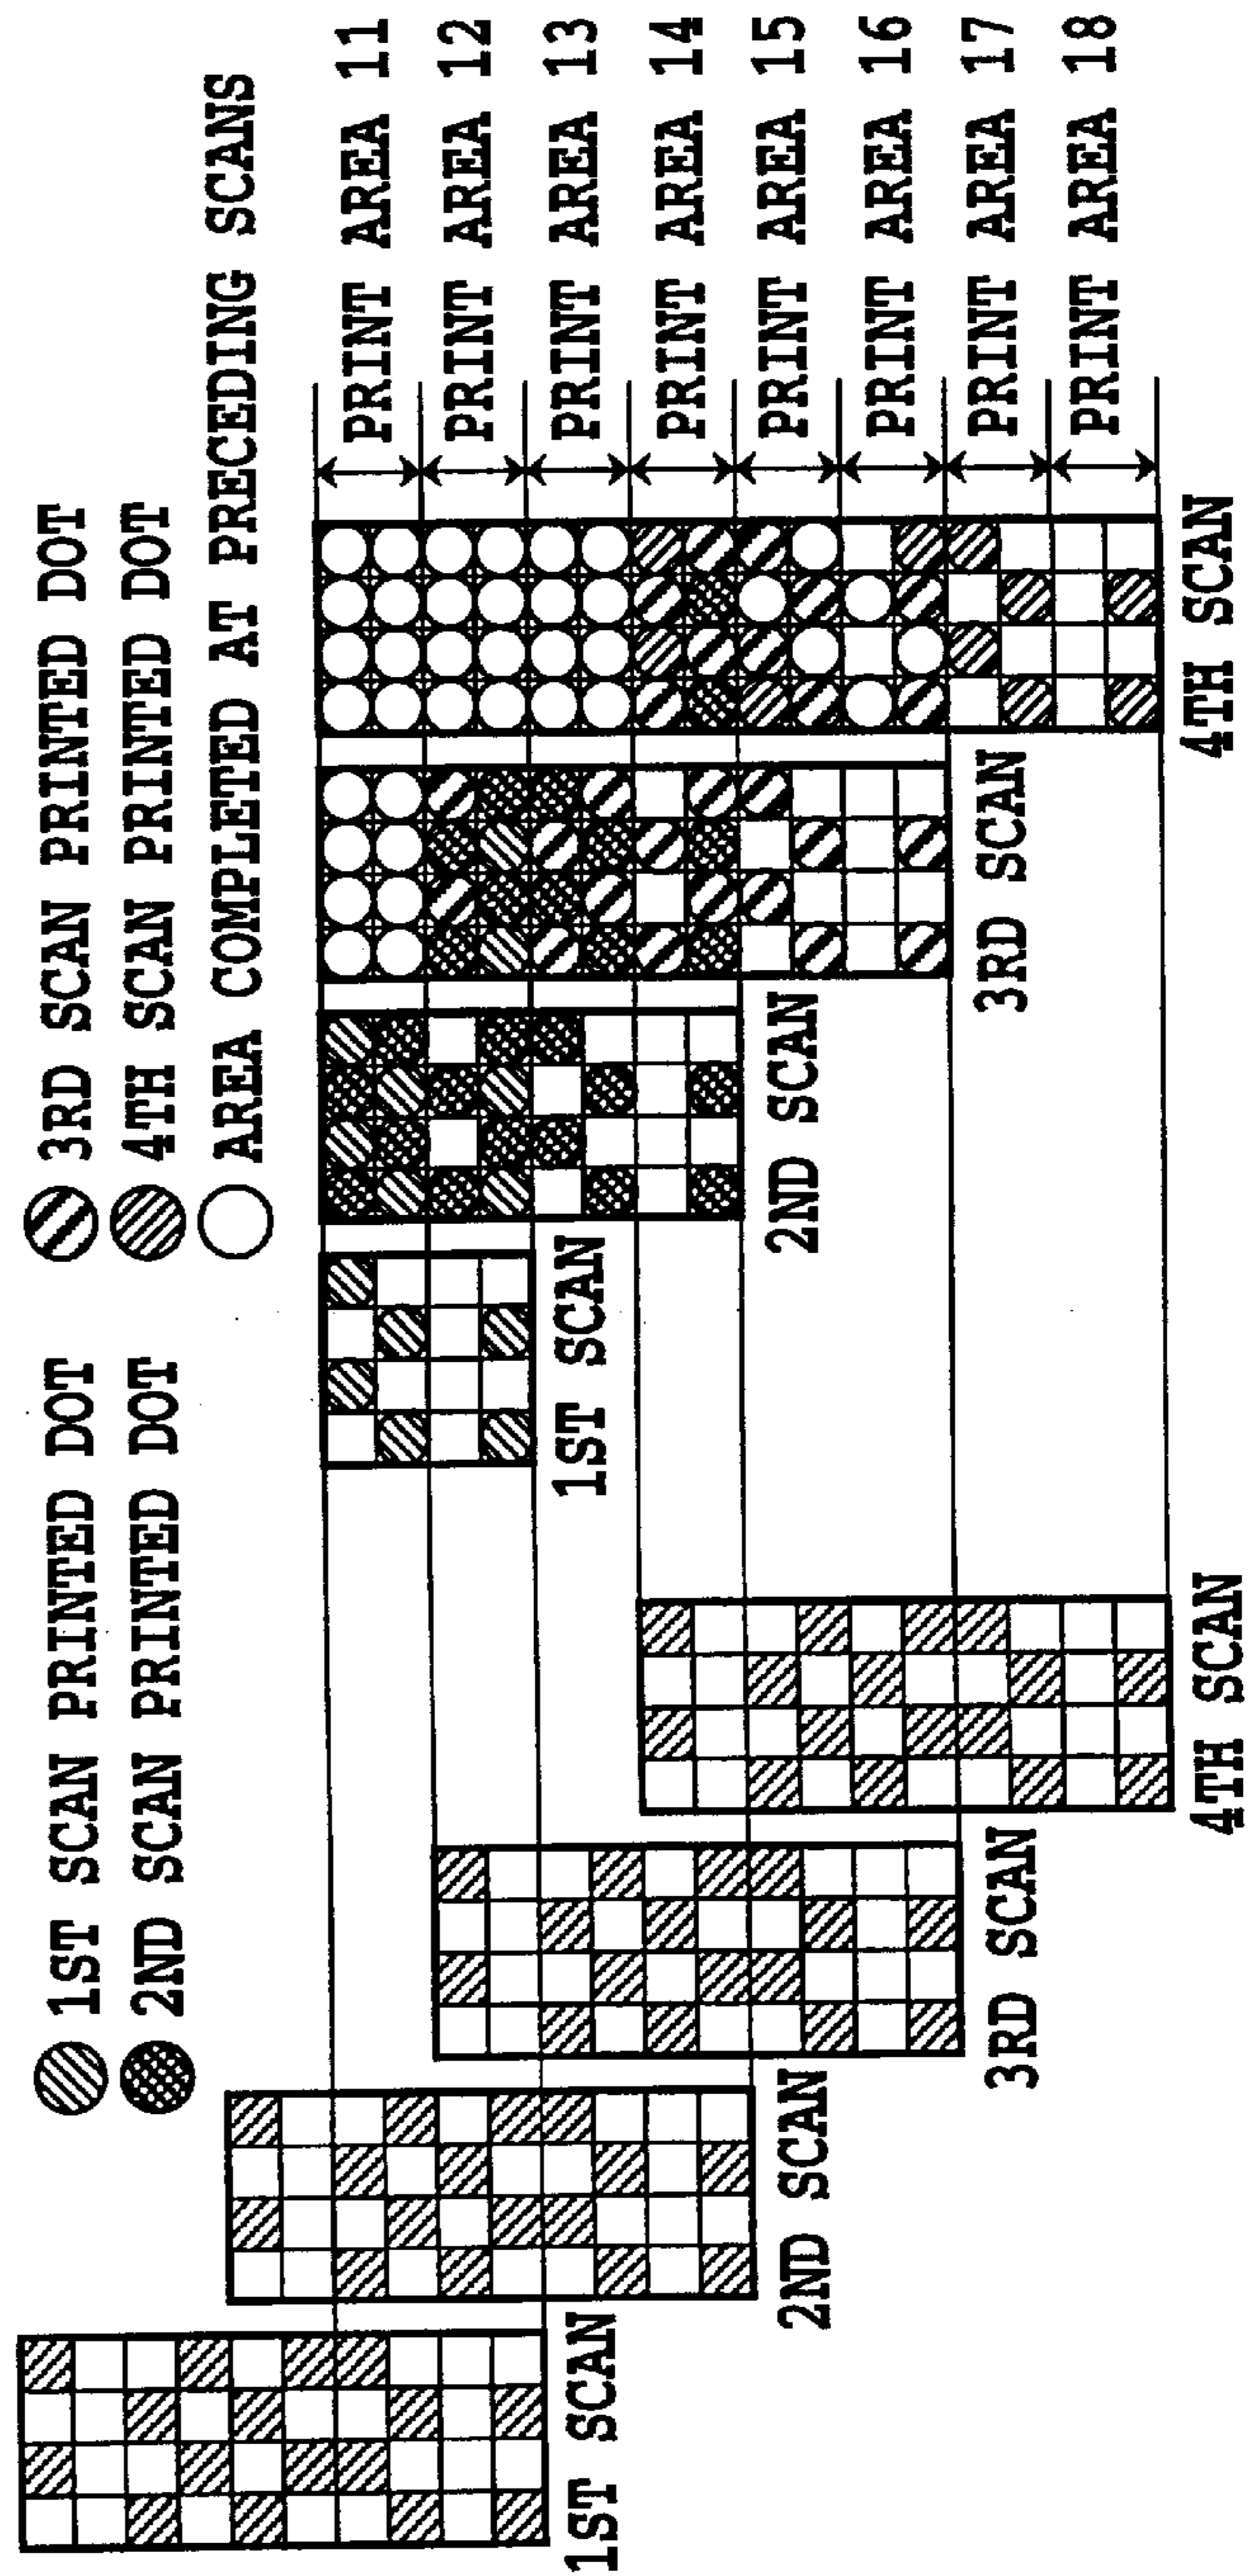 1ST SCAN PRINTED DOT
2ND SCAN PRINTED DOT
3RD SCAN PRINTED DOT
4TH SCAN PRINTED DOT
AREA COMPLETED AT PRECEDING SCANS
PRINT AREA 11
PRINT AREA 12
PRINT AREA 13
PRINT AREA 14
PRINT AREA 15
PRINT AREA 16
PRINT AREA 17
PRINT AREA 18
1ST SCAN
2ND SCAN
3RD SCAN
4TH SCAN
1ST SCAN
2ND SCAN
3RD SCAN
4TH SCAN